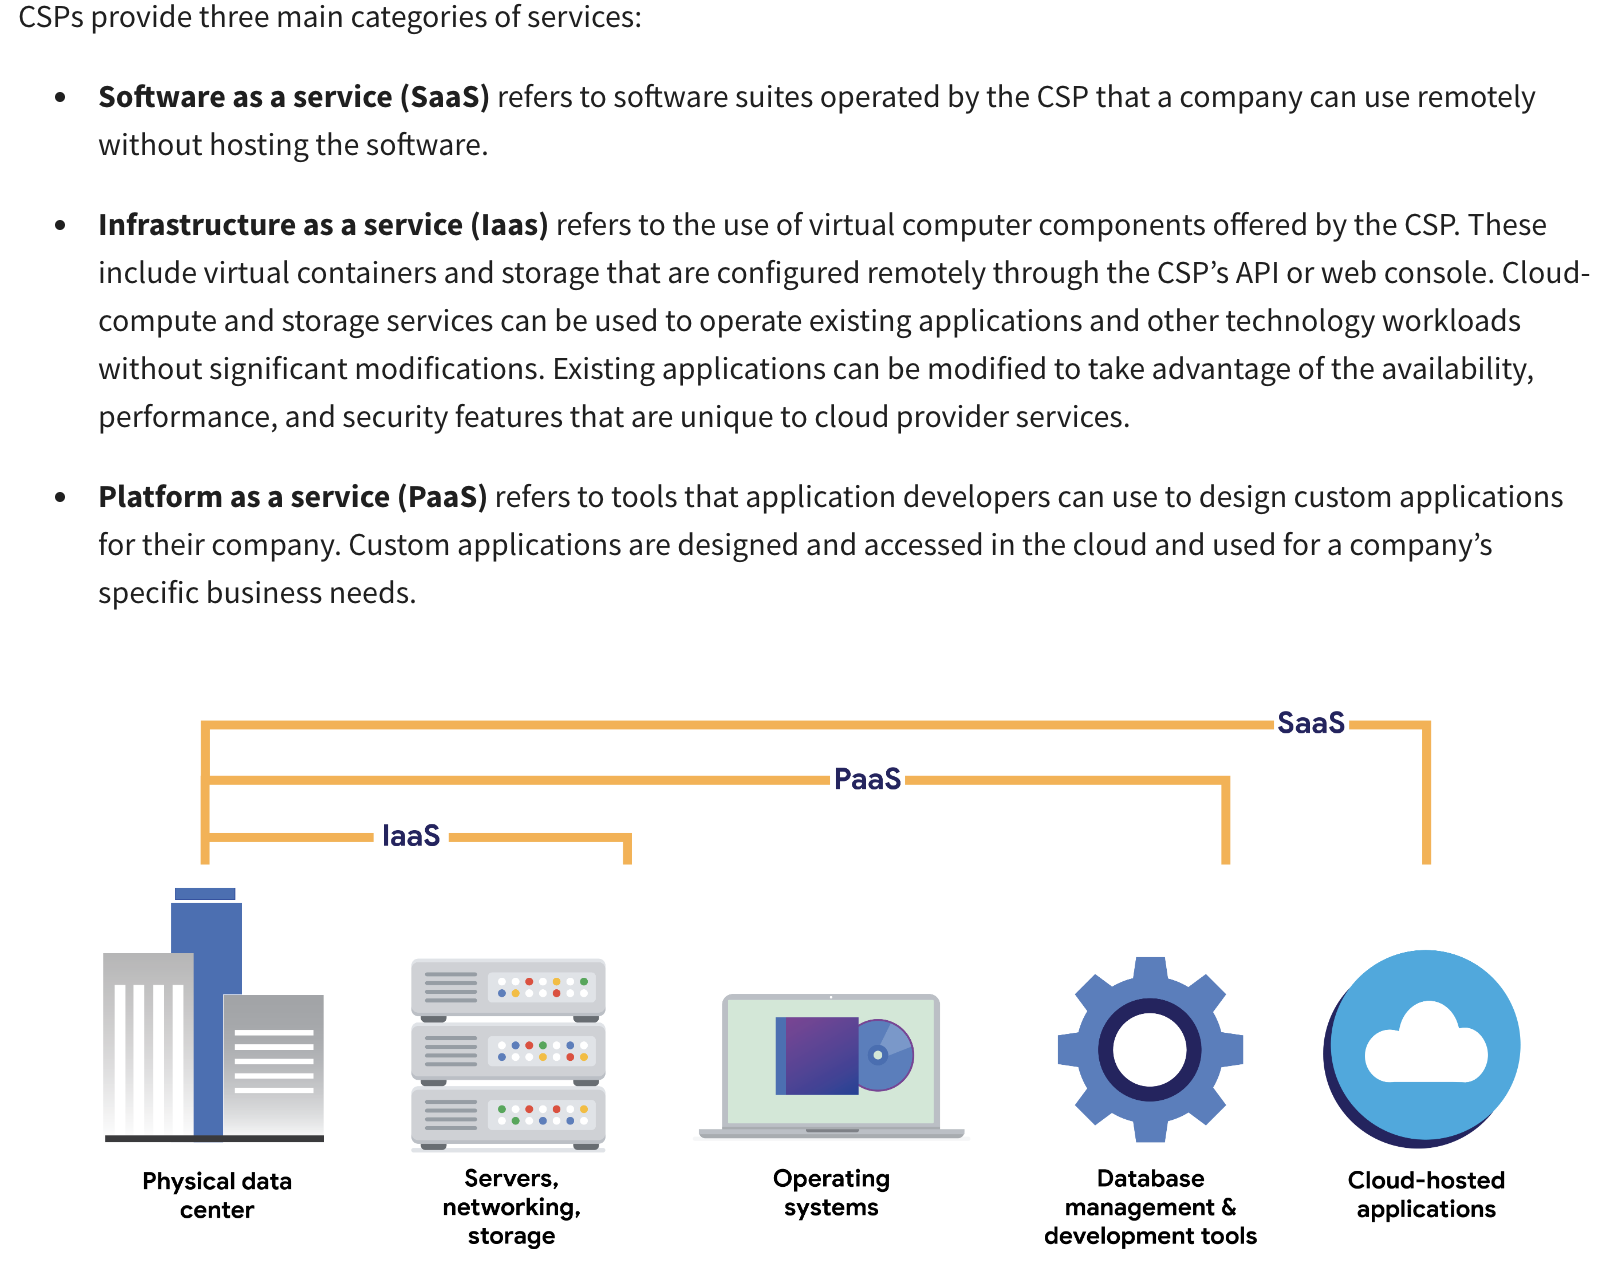 CSPs provide three main categories of services:
• Software as a service (SaaS) refers to software suites operated by the CSP that a company can use remotely
without hosting the software.
• Infrastructure as a service (Iaas) refers to the use of virtual computer components offered by the CSP. These
include virtual containers and storage that are configured remotely through the CSP’s API or web console. Cloud-
compute and storage services can be used to operate existing applications and other technology workloads
without significant modifications. Existing applications can be modified to take advantage of the availability,
performance, and security features that are unique to cloud provider services.
• Platform as a service (PaaS) refers to tools that application developers can use to design custom applications
for their company. Custom applications are designed and accessed in the cloud and used for a company’s
specific business needs.
SaaS
PaaS
IaaS
Physical data
center
Servers,
networking,
storage
Operating
systems
Database
management &
development tools
Cloud-hosted
applications